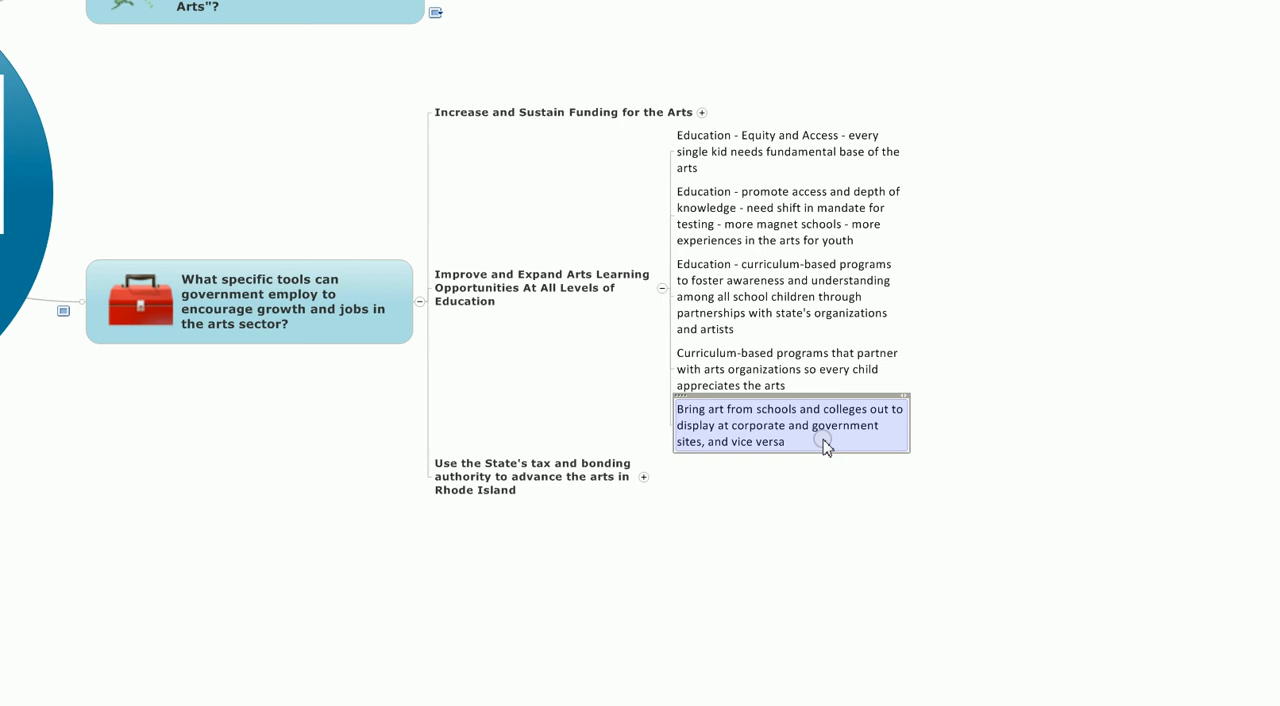 Arts"?
Increase and Sustain Funding for the Arts
Education - Equity and Access - every
single kid needs fundamental base of the
arts
Education - promote access and depth of
knowledge - need shift in mandate for
testing - more magnet schools - more
experiences in the arts for youth
What specific tools can
government employ to
encourage growth and jobs in
the arts sector?
Improve and Expand Arts Learning
Opportunities At All Levels of
Education
Education - curriculum-based programs
to foster awareness and understanding
among all school children through
partnerships with state's organizations
and artists
Curriculum-based programs that partner
with arts organizations so every child
appreciates the arts
Bring art from schools and colleges out to
display at corporate and government
sites, and vice versa
Use the State's tax and bonding
authority to advance the arts in
Rhode Island